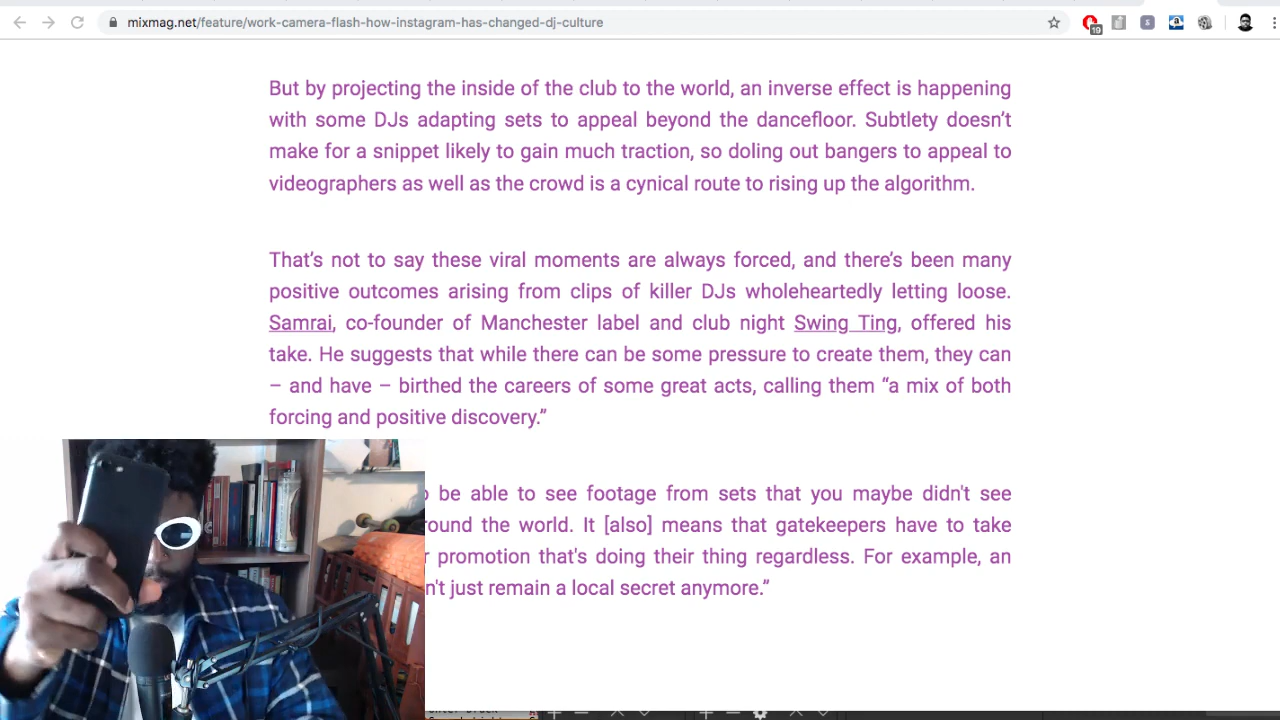 mixmag.net/feature/work-camera-flash-how-instagram-has-changed-dj-culture
19
But by projecting the inside of the club to the world, an inverse effect is happening
with some DJs adapting sets to appeal beyond the dancefloor. Subtlety doesn’t
make for a snippet likely to gain much traction, so doling out bangers to appeal to
videographers as well as the crowd is a cynical route to rising up the algorithm.
That’s not to say these viral moments are always forced, and there’s been many
positive outcomes arising from clips of killer DJs wholeheartedly letting loose.
Samrai, co-founder of Manchester label and club night Swing Ting, offered his
take. He suggests that while there can be some pressure to create them, they can
– and have – birthed the careers of some great acts, calling them “a mix of both
forcing and positive discovery.”
be able to see footage from sets that you maybe didn't see
round the world. It [also] means that gatekeepers have to take
promotion that's doing their thing regardless. For example, an
n't just remain a local secret anymore.”